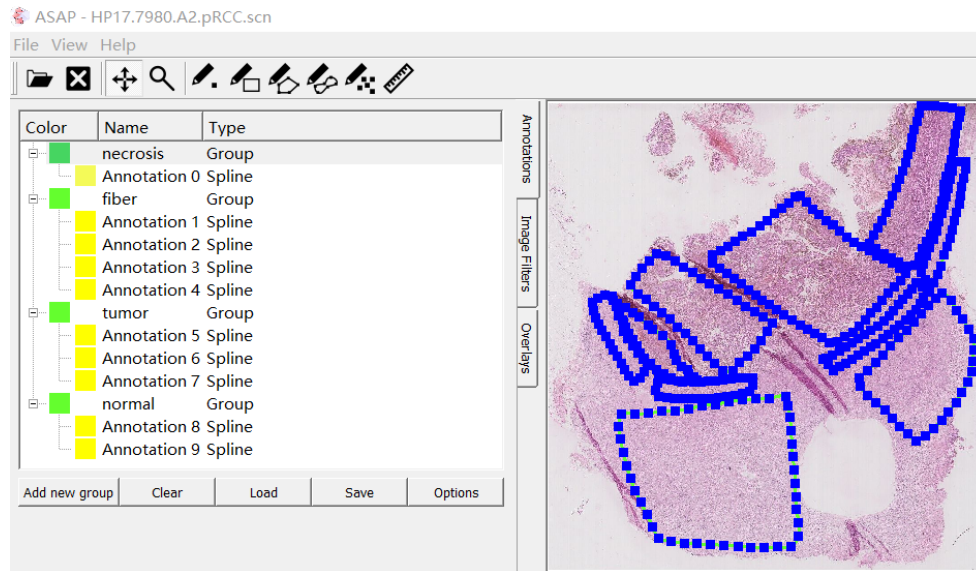 ASAP - HP17.7980.A2.pRCC.scn
File View Help
Color Name Type
necrosis Group
Annotation 0 Spline
fiber Group
Annotation 1 Spline
Annotation 2 Spline
Annotation 3 Spline
Annotation 4 Spline
tumor Group
Annotation 5 Spline
Annotation 6 Spline
Annotation 7 Spline
normal Group
Annotation 8 Spline
Annotation 9 Spline
Add new group Clear Load Save Options
Annotations
Image Filters
Overlays